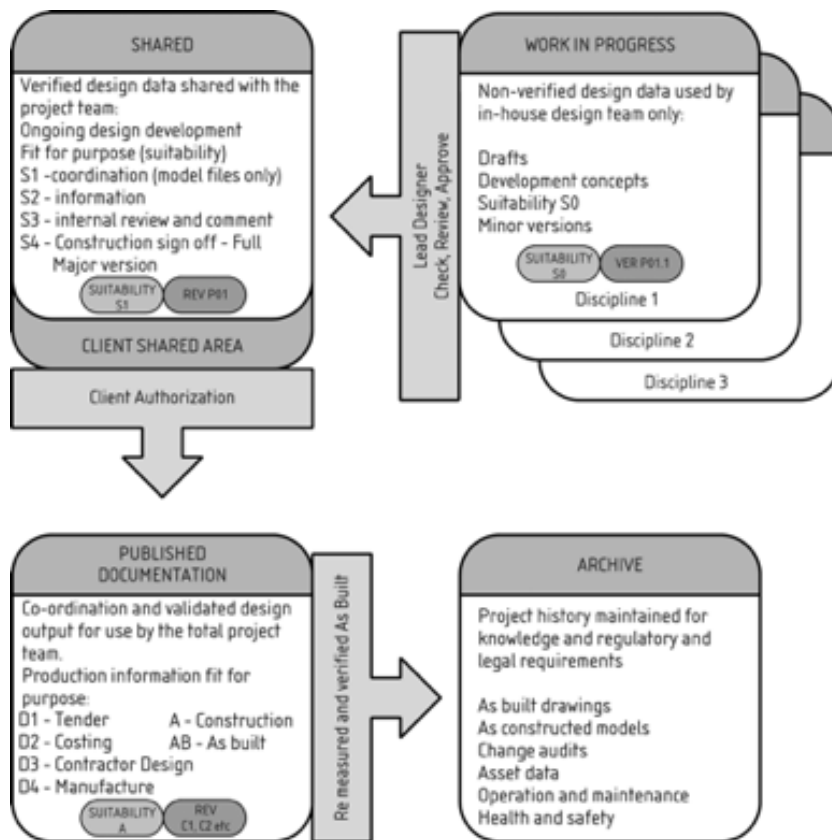 SHARED
Verified design data shared with the
project team:
Ongoing design development
Fit for purpose (suitability)
S1 -coordination (model files only)
S2 - information
S3 - internal review and comment
S4 - Construction sign off - Full
Major version
SUITABILITY
S1
REV P01
CLIENT SHARED AREA
Client Authorization
Lead Designer
Check, Review, Approve
WORK IN PROGRESS
Non-verified design data used by
in-house design team only:
Drafts
Development concepts
Suitability S0
Minor versions
SUITABILITY
S0
VER P01.1
Discipline 1
Discipline 2
Discipline 3
PUBLISHED
DOCUMENTATION
Co-ordination and validated design
output for use by the total project
team.
Production information fit for
purpose:
D1 - Tender A - Construction
D2 - Costing AB - As built
D3 - Contractor Design
D4 - Manufacture
SUITABILITY
A
REV
C1, C2 etc
Re measured and verified As Built
ARCHIVE
Project history maintained for
knowledge and regulatory and
legal requirements
As built drawings
As constructed models
Change audits
Asset data
Operation and maintenance
Health and safety